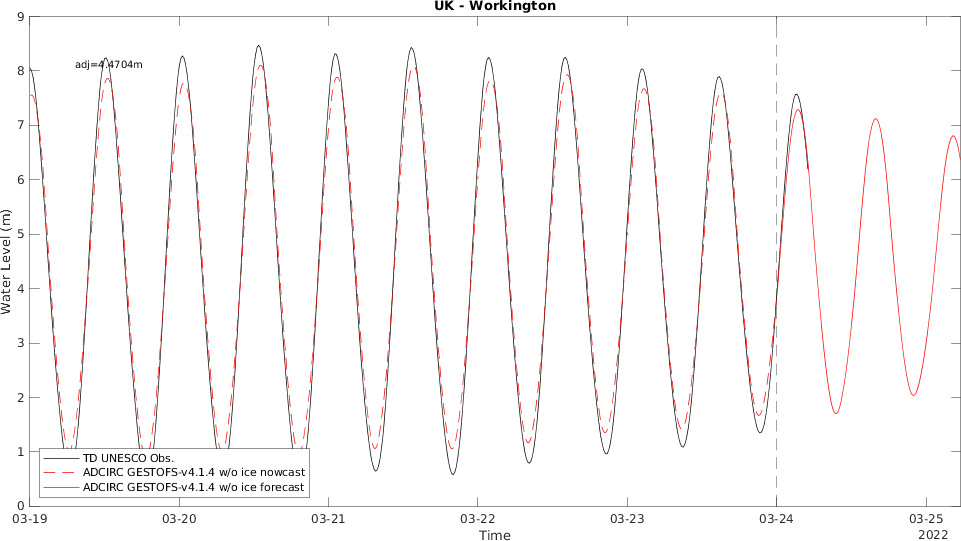 UK - Workington
9
8
7
6
5
4
3
2
1
0
Water Level (m)
adj=4.4704m
TD UNESCO Obs.
ADCIRC GESTOFS-v4.1.4 w/o ice nowcast
ADCIRC GESTOFS-v4.1.4 w/o ice forecast
03-19 03-20 03-21 03-22 03-23 03-24 03-25
Time
2022